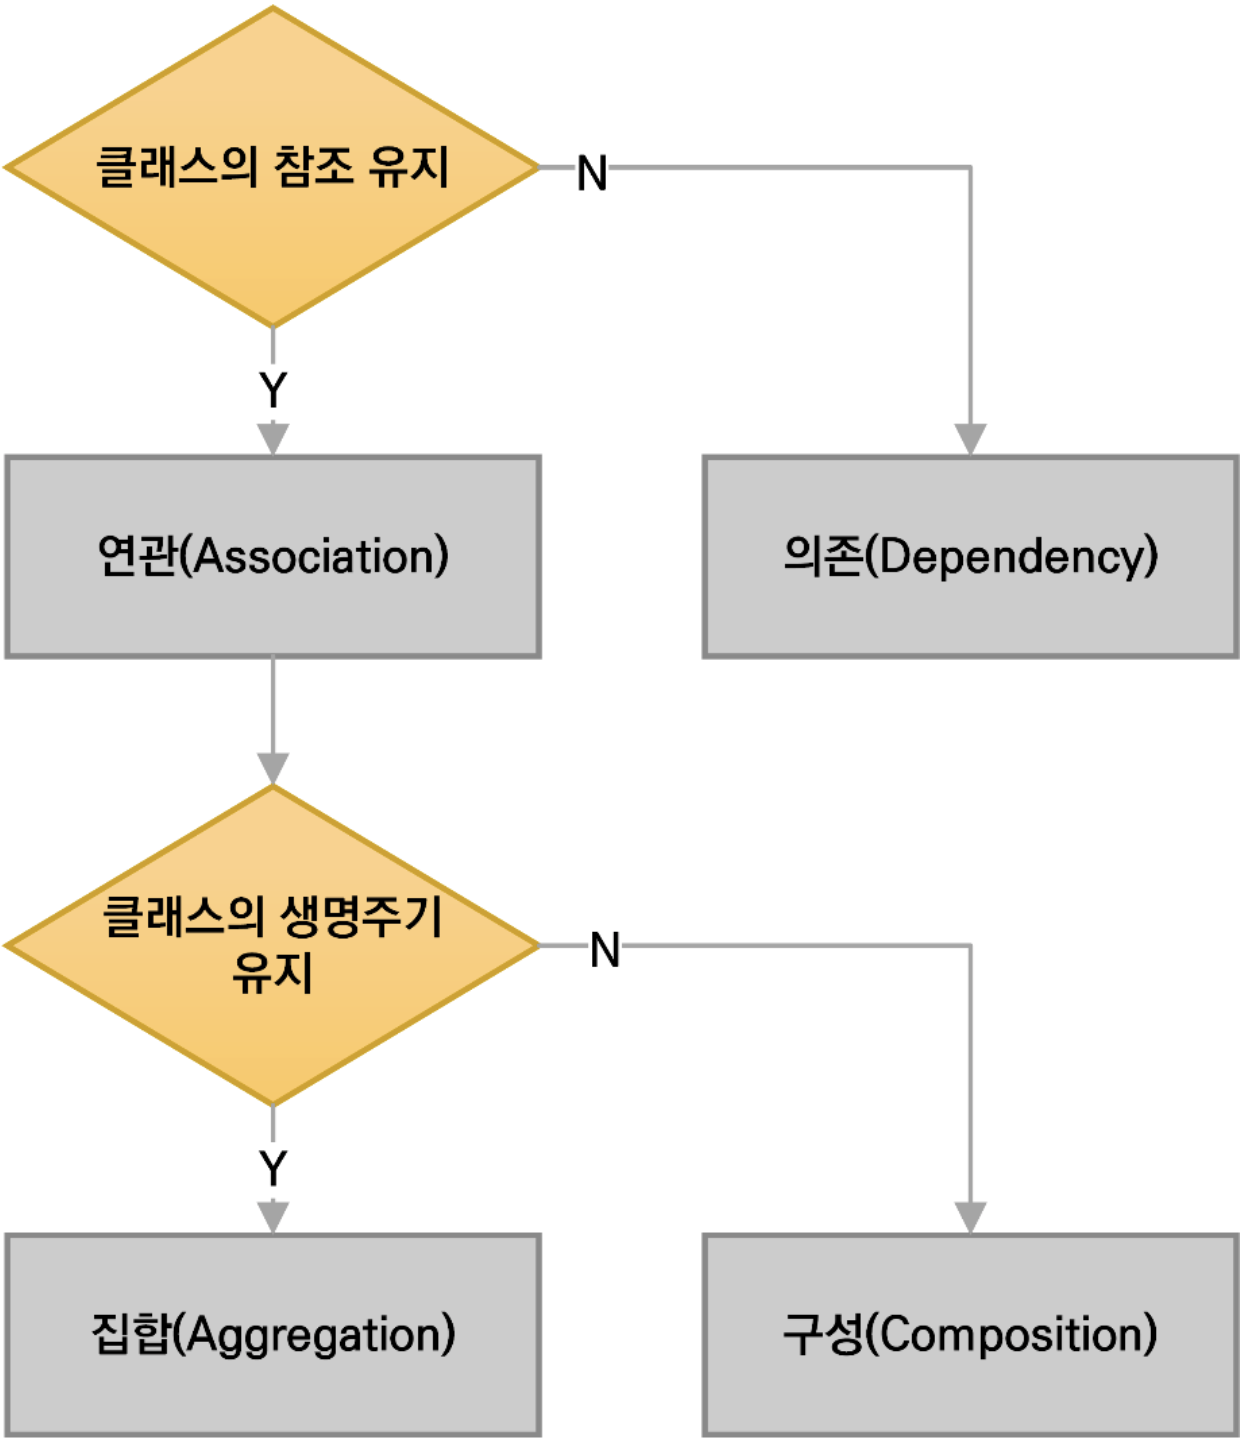 클래스의 참조 유지
N
Y
연관(Association)
의존(Dependency)
클래스의 생명주기
유지
N
Y
집합(Aggregation)
구성(Composition)